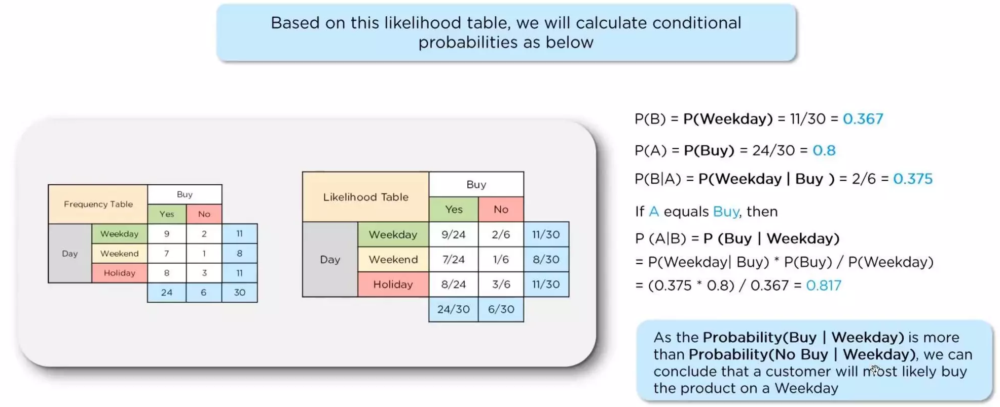 Based on this likelihood table, we will calculate conditional
probabilities as below
Frequency Table
Buy
Yes No
Day
Weekday 9 2 11
Weekend 7 1 8
Holiday 8 3 11
24 6 30
Likelihood Table
Buy
Yes No
Day
Weekday 9/24 2/6 11/30
Weekend 7/24 1/6 8/30
Holiday 8/24 3/6 11/30
24/30 6/30
P(B) = P(Weekday) = 11/30 = 0.367
P(A) = P(Buy) = 24/30 = 0.8
P(B|A) = P(Weekday | Buy ) = 2/6 = 0.375
If A equals Buy, then
P (A|B) = P (Buy | Weekday)
= P(Weekday| Buy) * P(Buy) / P(Weekday)
= (0.375 * 0.8) / 0.367 = 0.817
As the Probability(Buy | Weekday) is more
than Probability(No Buy | Weekday), we can
conclude that a customer will most likely buy
the product on a Weekday